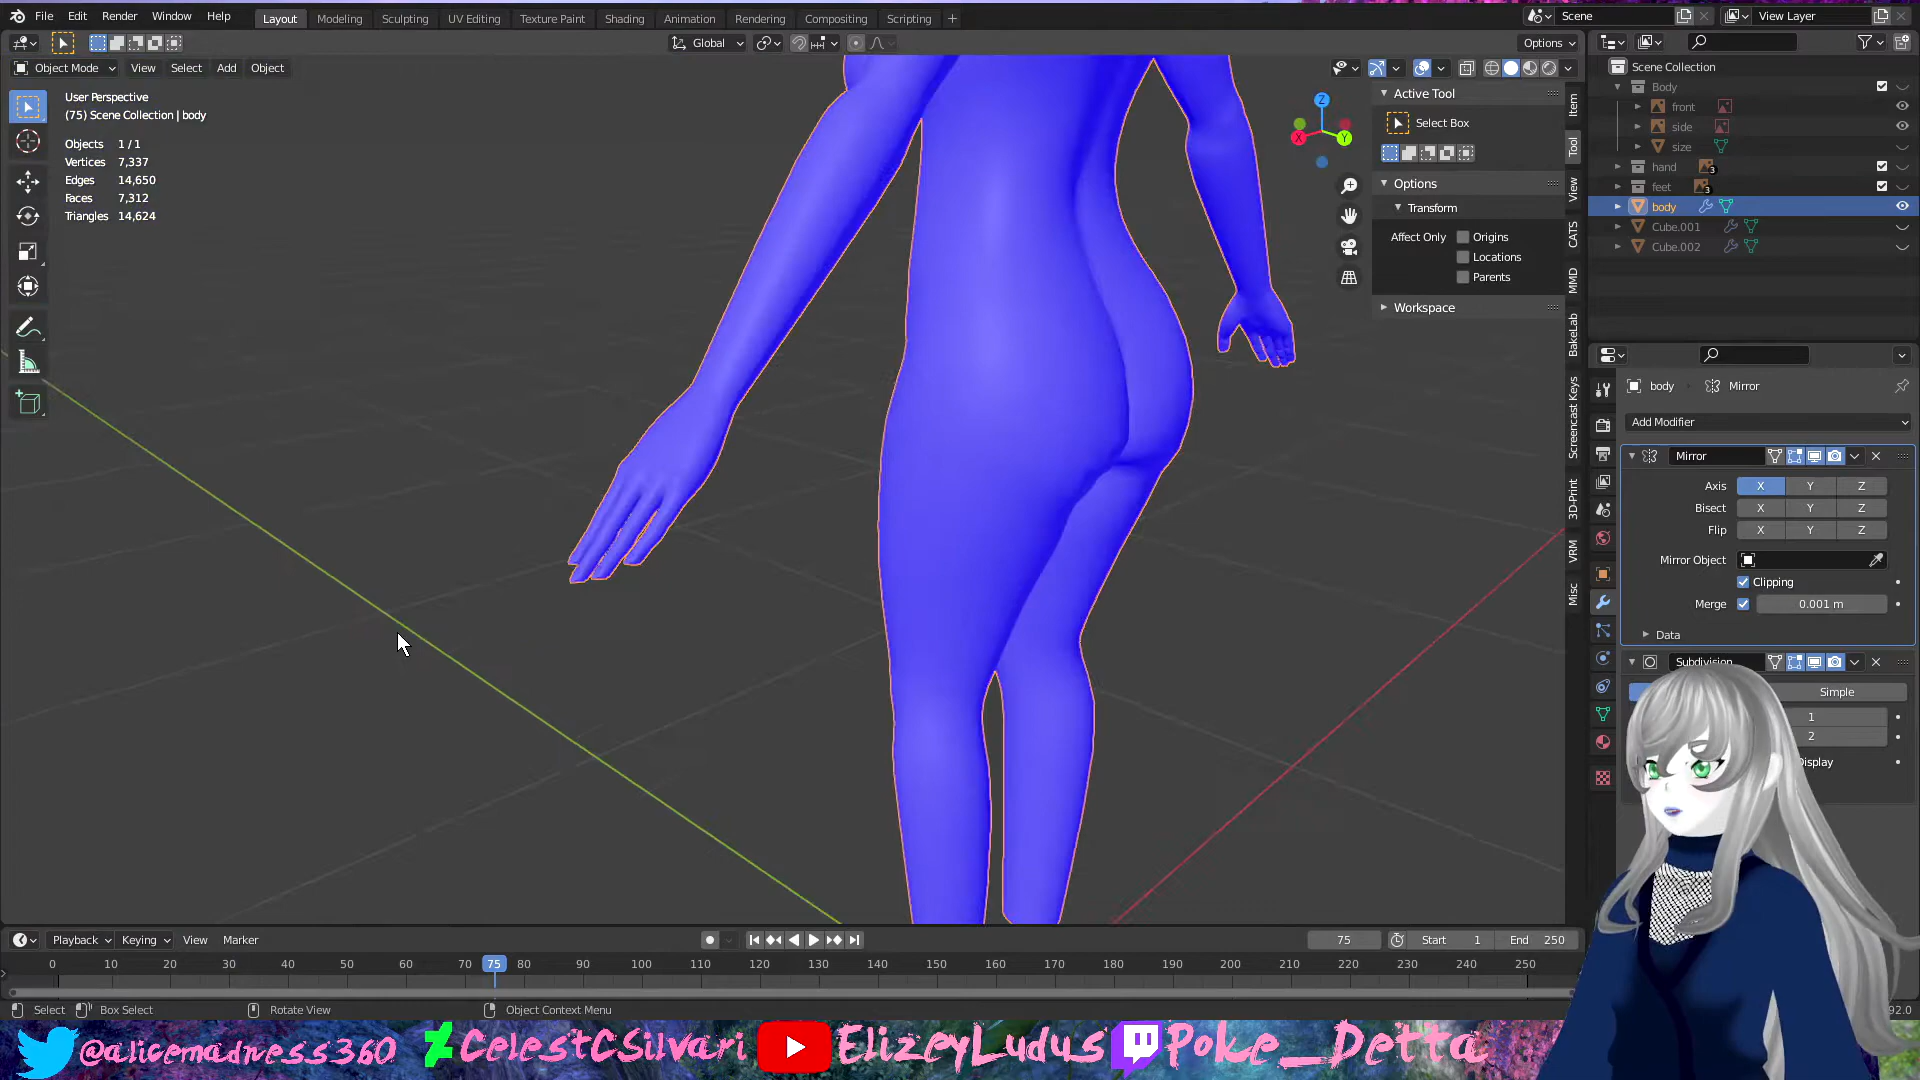 File Edit Render Window Help Layout Modeling Sculpting UV Editing Texture Paint Shading Animation Rendering Compositing Scripting + Scene View Layer
Global Options
Object Mode View Select Add Object
User Perspective
(75) Scene Collection | body
Objects 1 / 1
Vertices 7,337
Edges 14,650
Faces 7,312
Triangles 14,624
Z
X
Y
Active Tool
Select Box
Options
Transform
Affect Only Origins
Locations
Parents
Workspace
Item
Tool
View
CATS
MMD
BakeLab
Screencast Keys
3D-Print
VRM
Misc
Scene Collection
Body
front
side
size
hand 3
feet 3
body
Cube.001
Cube.002
body Mirror
Add Modifier
Mirror
Axis X Y Z
Bisect X Y Z
Flip X Y Z
Mirror Object
Clipping
Merge 0.001 m
Data
Subdivision
Simple
1
2
Display
Playback Keying View Marker 75 Start 1 End 250
0 10 20 30 40 50 60 70 75 80 90 100 110 120 130 140 150 160 170 180 190 200 210 220 230 240 250
Select Box Select Rotate View Object Context Menu 92.0
@alicemadness360 CelestCSilvari ElizeyLudus Poke__Detta